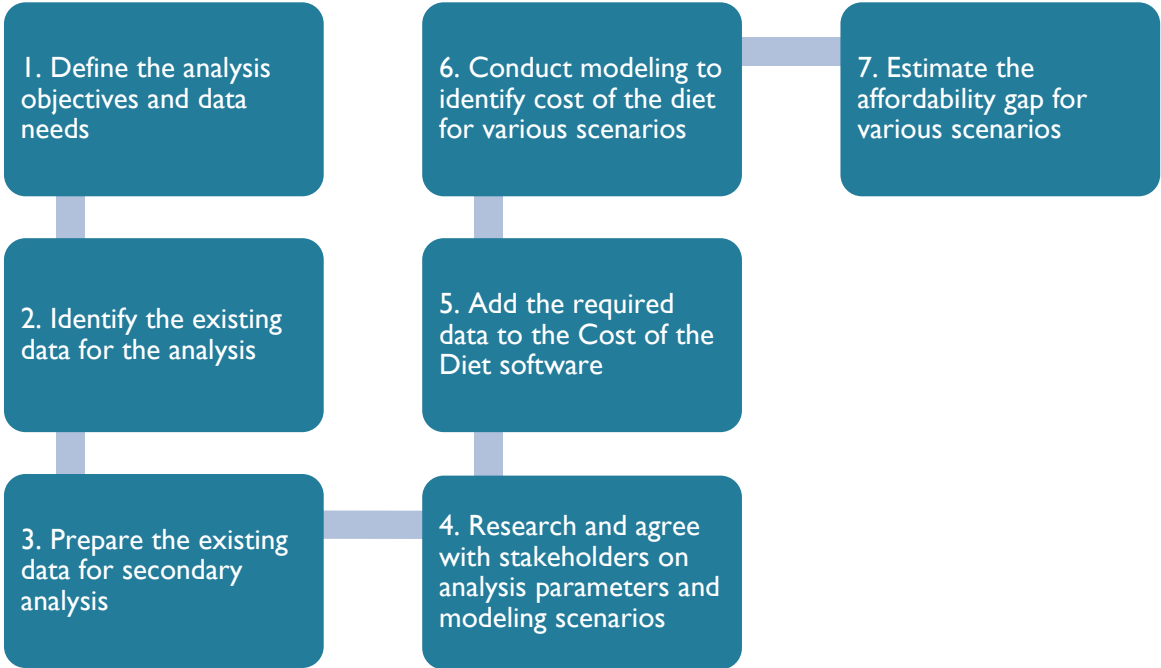 1. Define the analysis
objectives and data
needs
2. Identify the existing
data for the analysis
3. Prepare the existing
data for secondary
analysis
4. Research and agree
with stakeholders on
analysis parameters and
modeling scenarios
5. Add the required
data to the Cost of the
Diet software
6. Conduct modeling to
identify cost of the diet
for various scenarios
7. Estimate the
affordability gap for
various scenarios